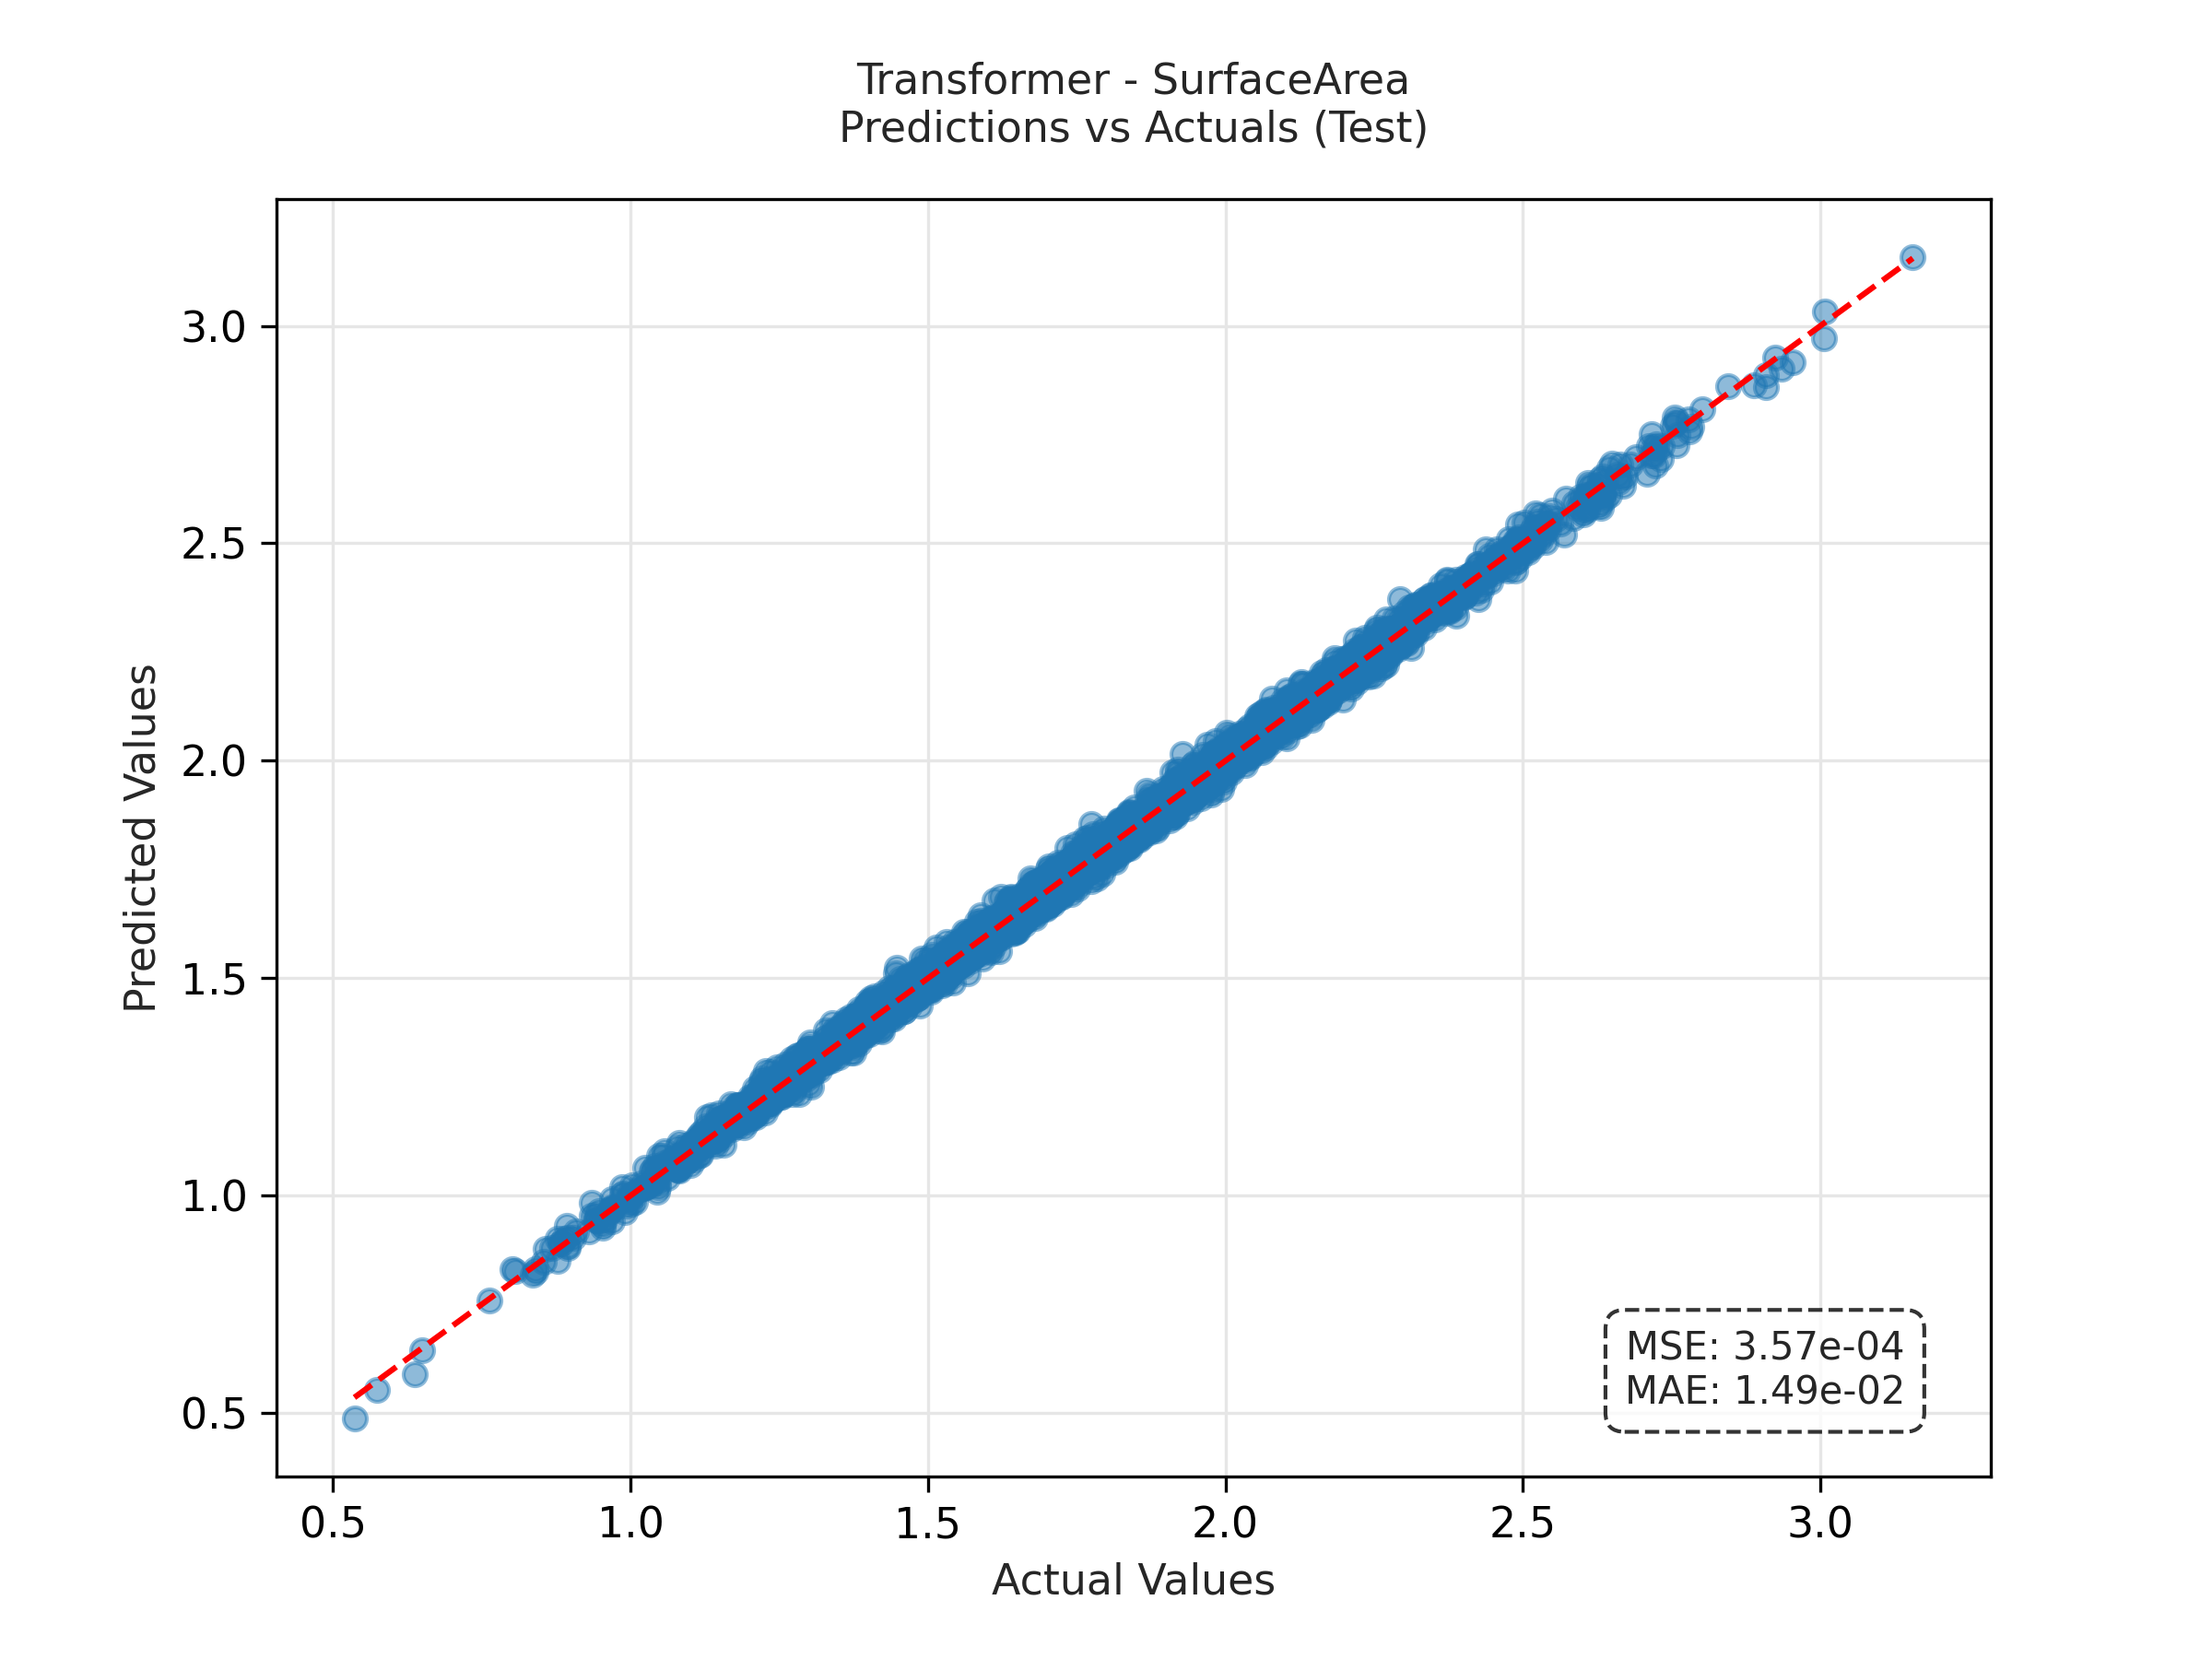 Transformer - SurfaceArea
Predictions vs Actuals (Test)
Predicted Values
3.0
2.5
2.0
1.5
1.0
0.5
MSE: 3.57e-04
MAE: 1.49e-02
0.5 1.0 1.5 2.0 2.5 3.0
Actual Values